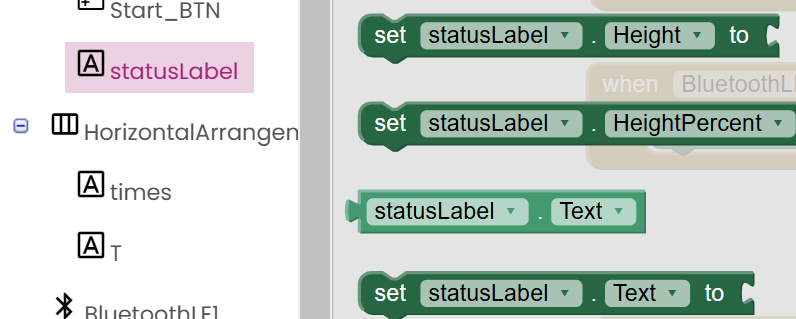 Start_BTN
statusLabel
HorizontalArrangen
times
T
BluetoothLE1
set statusLabel . Height to
when BluetoothL
set statusLabel . HeightPercent
statusLabel . Text
set statusLabel . Text to